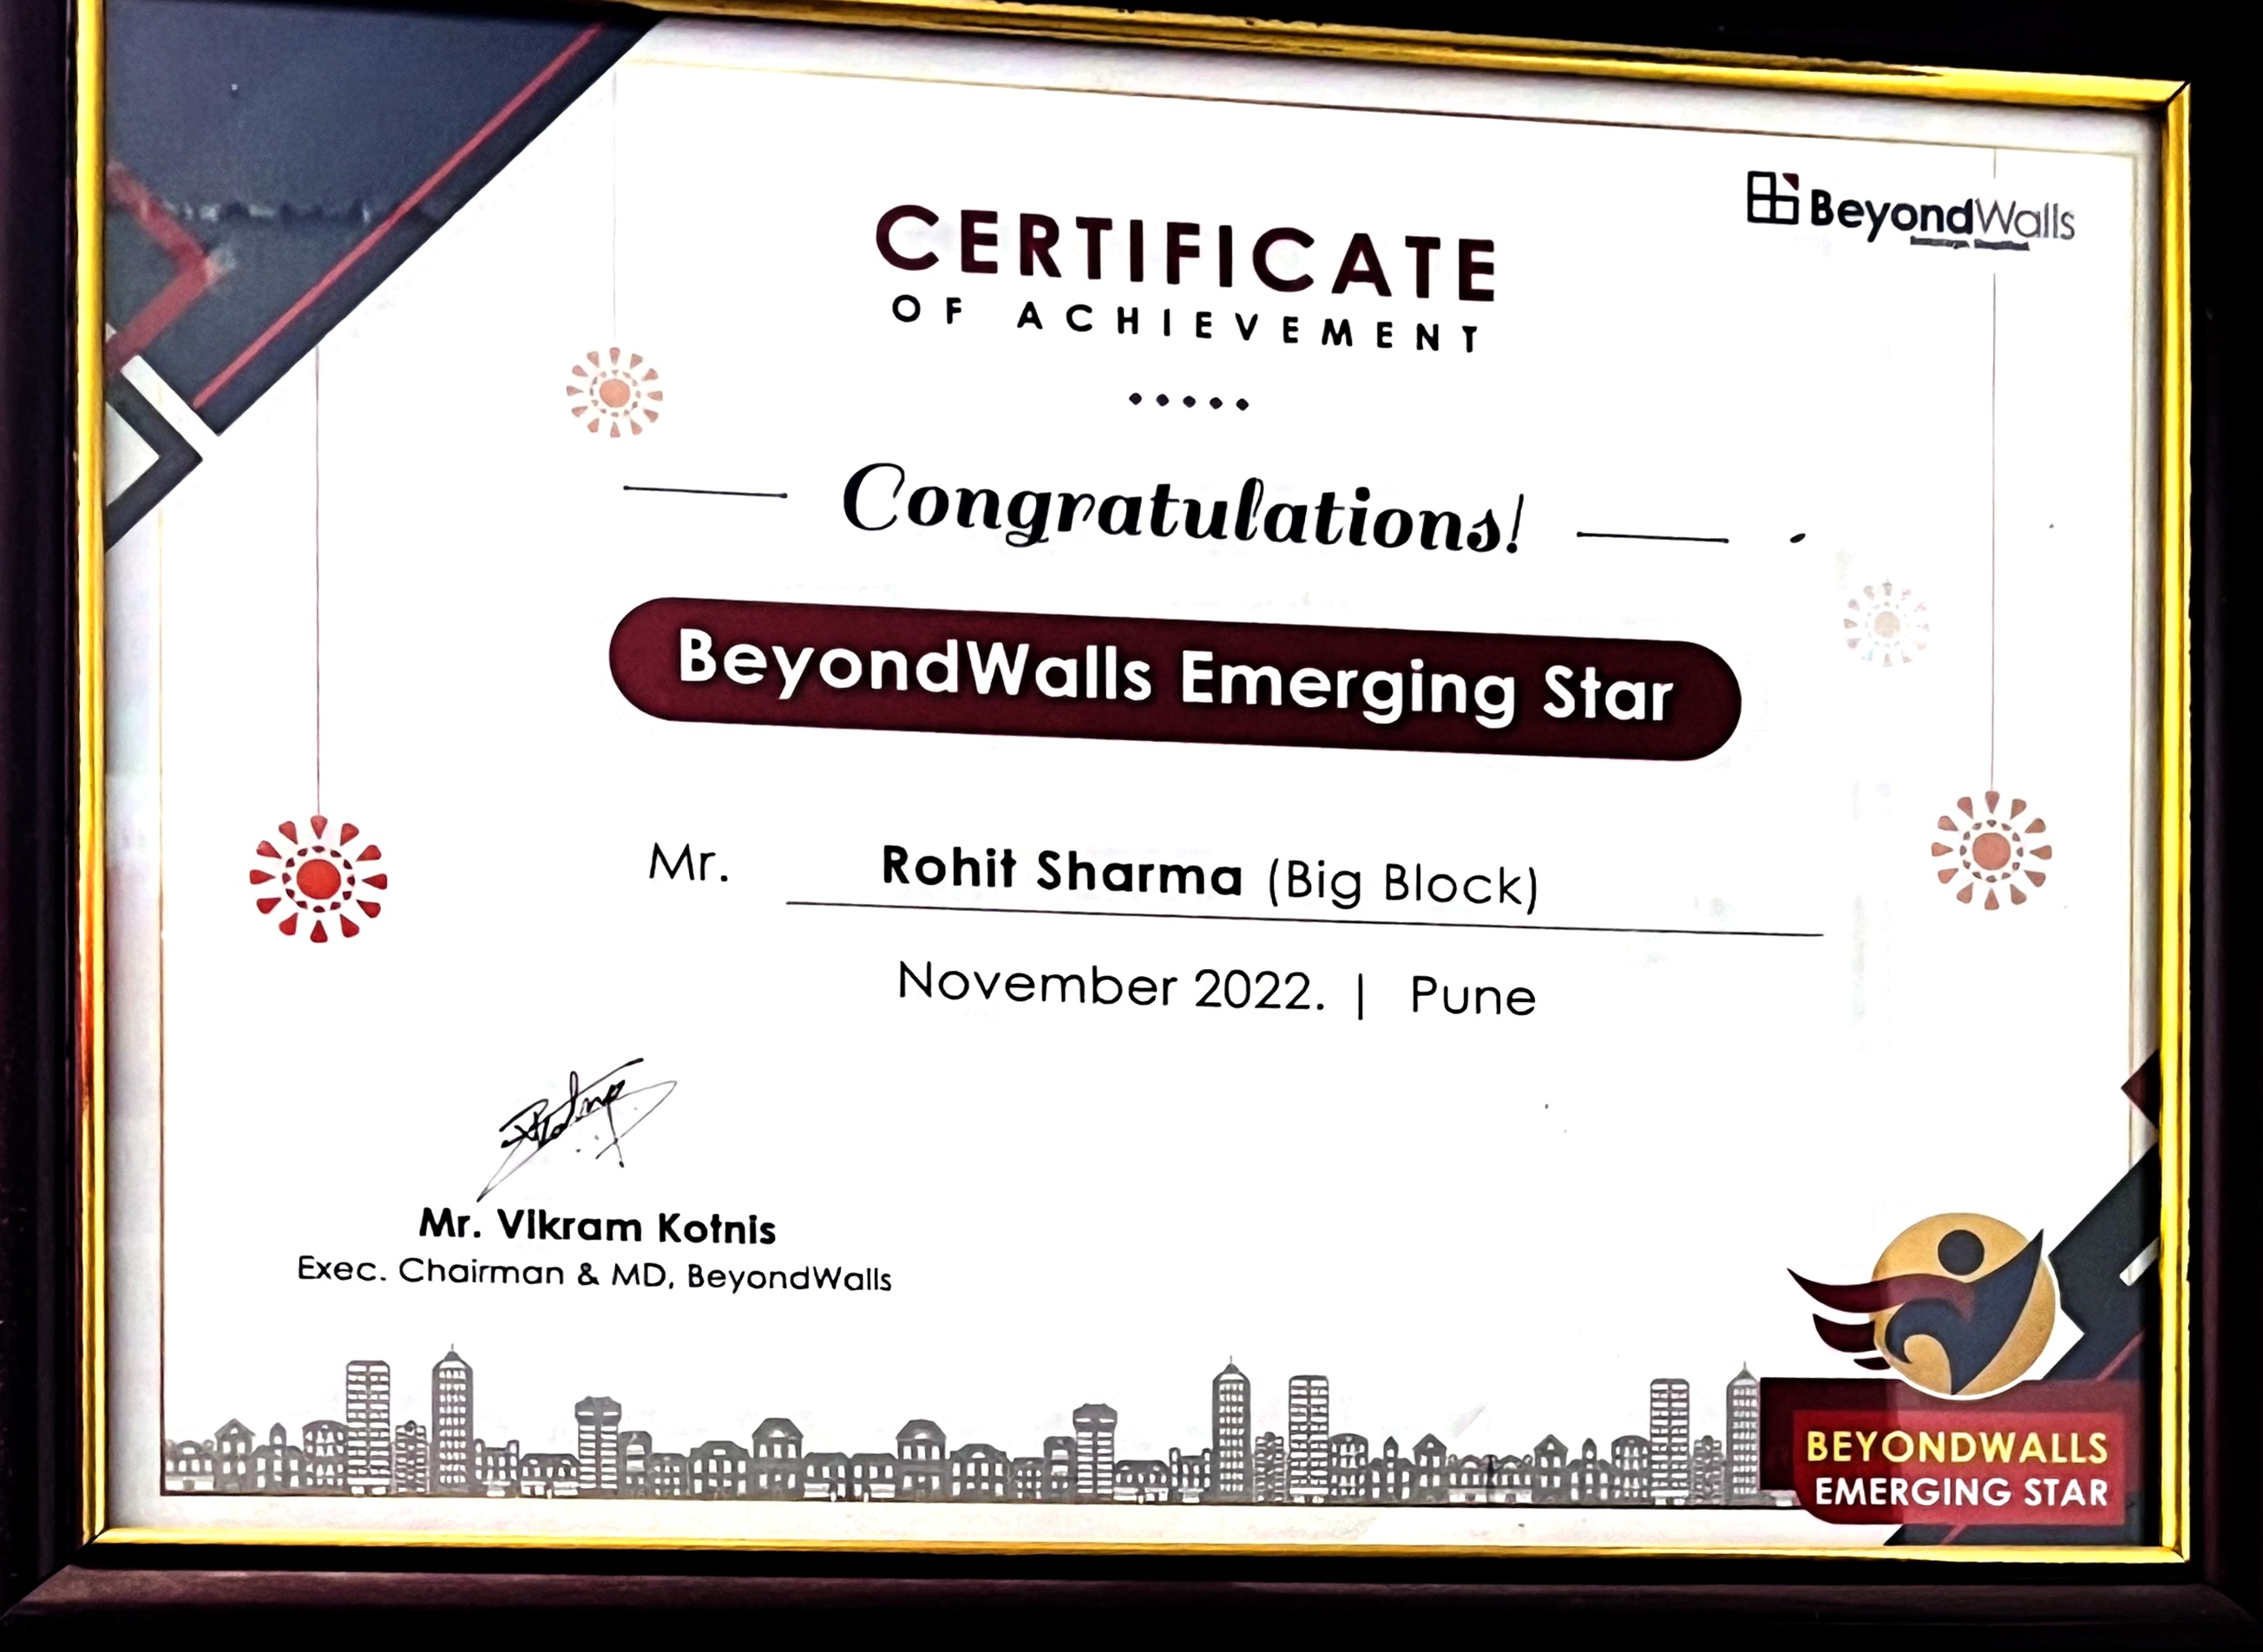 BeyondWalls
CERTIFICATE
OF ACHIEVEMENT
Congratulations!
BeyondWalls Emerging Star
Mr. Rohit Sharma (Big Block)
November 2022. | Pune
Mr. Vikram Kotnis
Exec. Chairman & MD, BeyondWalls
BEYONDWALLS
EMERGING STAR